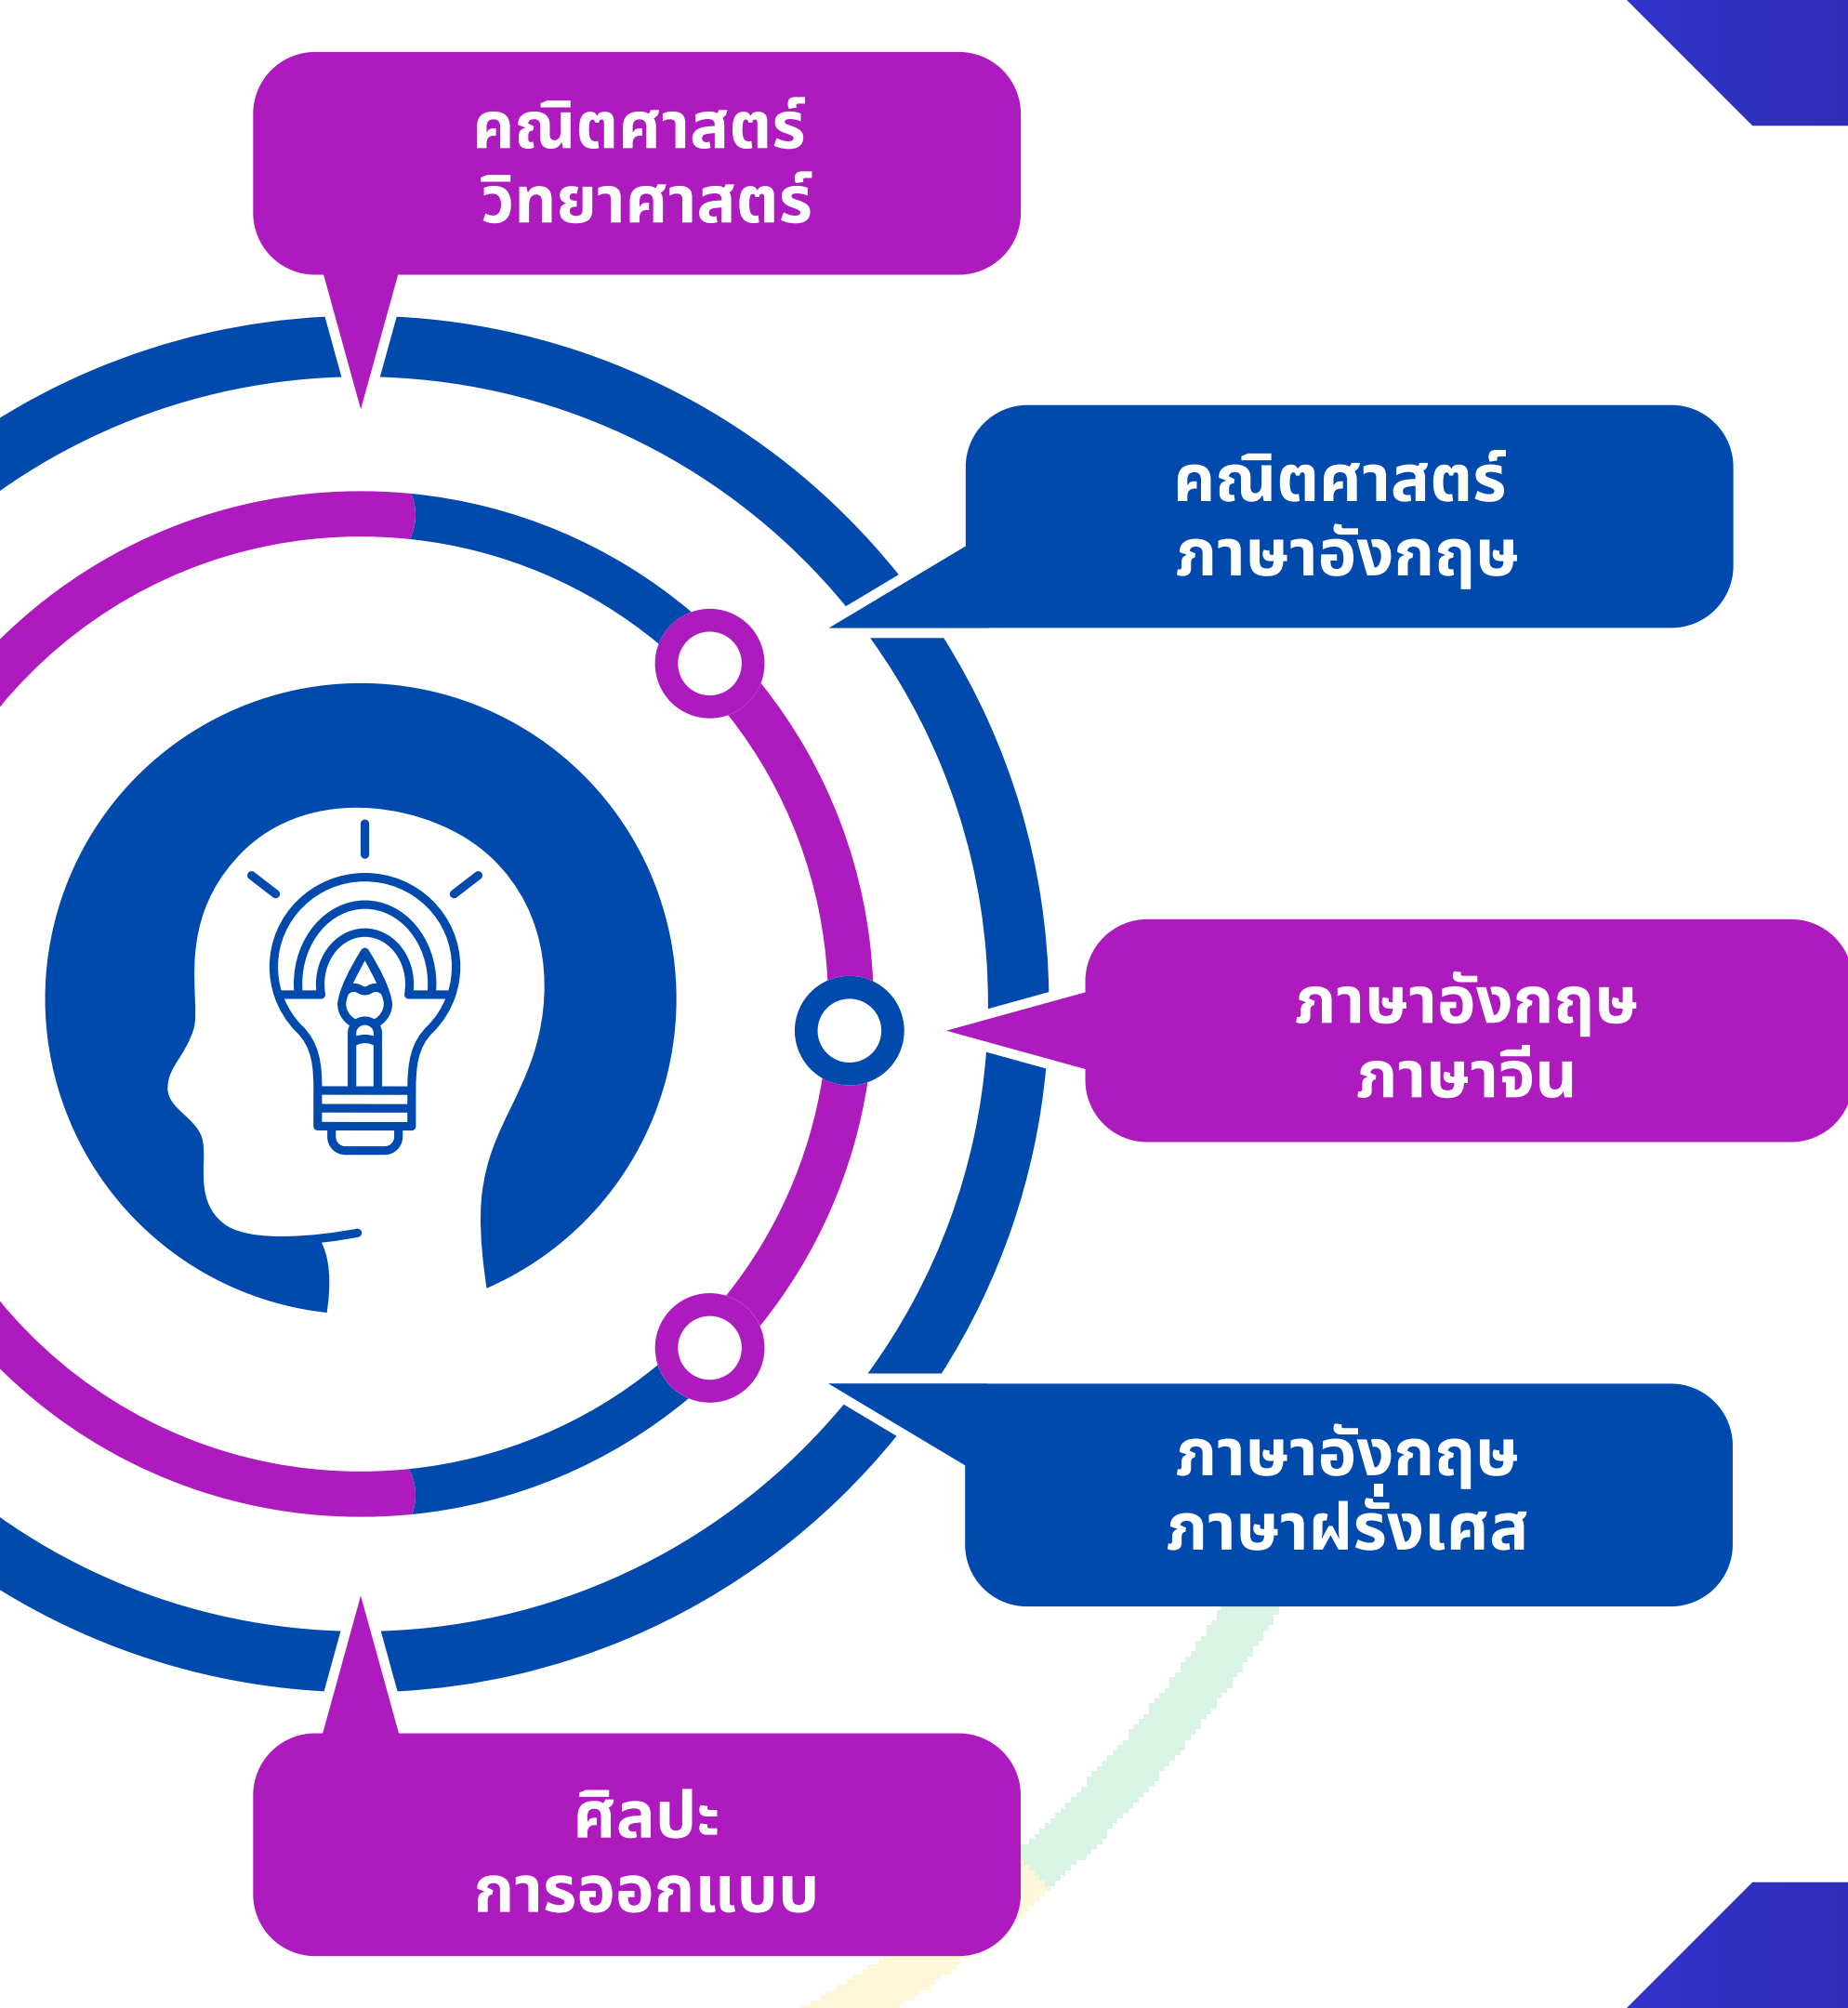 คณิตศาสตร์
วิทยาศาสตร์
คณิตศาสตร์
ภาษาอังกฤษ
ภาษาอังกฤษ
ภาษาจีน
ภาษาอังกฤษ
ภาษาฝรั่งเศส
ศิลปะ
การออกแบบ